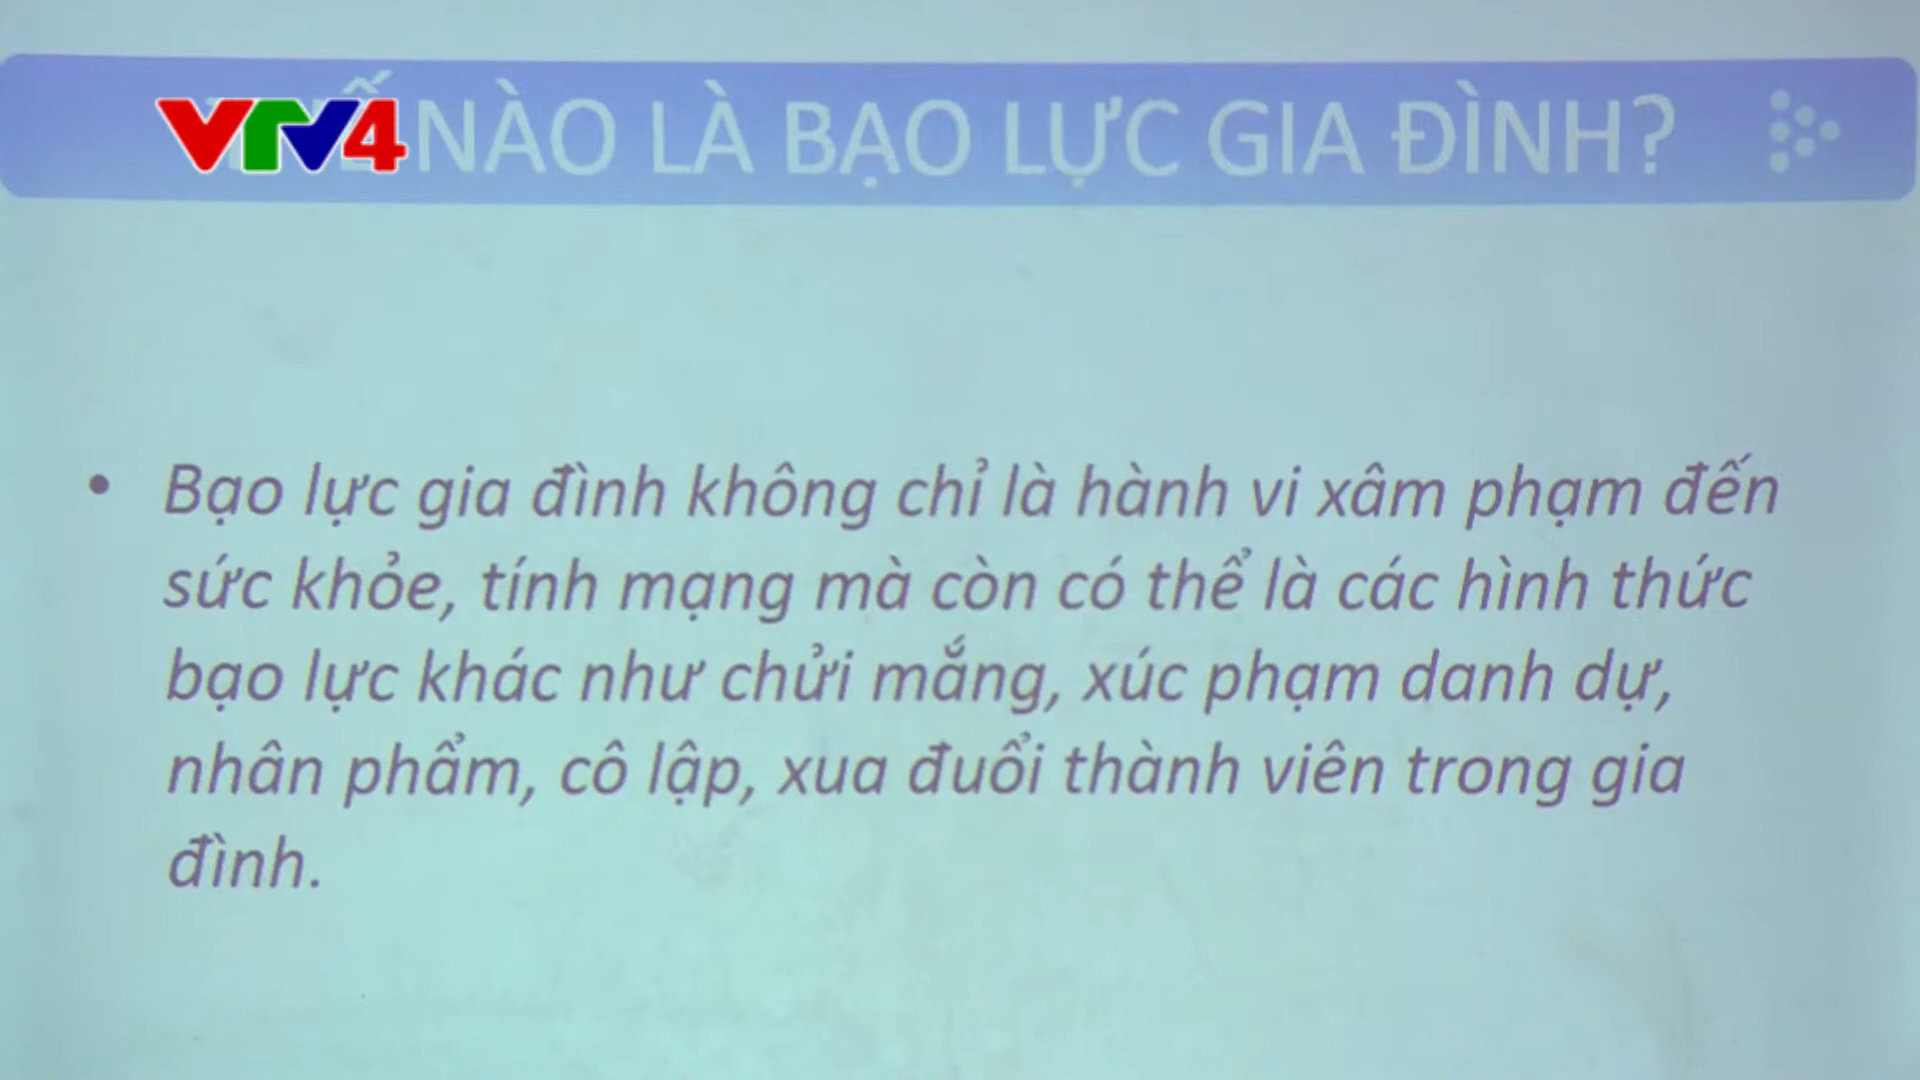 VTV4
NÀO LÀ BẠO LỰC GIA ĐÌNH?
• Bạo lực gia đình không chỉ là hành vi xâm phạm đến
sức khỏe, tính mạng mà còn có thể là các hình thức
bạo lực khác như chửi mắng, xúc phạm danh dự,
nhân phẩm, cô lập, xua đuổi thành viên trong gia
đình.